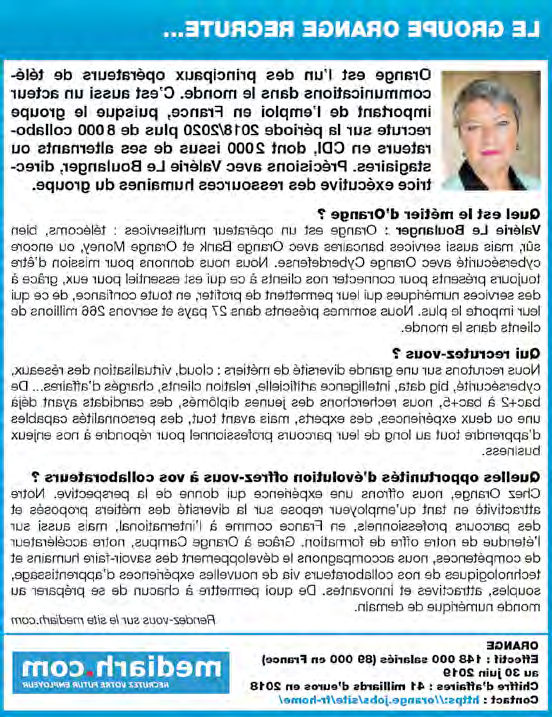 LE GROUPE ORANGE RECRUTE...
Orange est l'un des principaux opérateurs de télé-
communications dans le monde. C'est aussi un acteur
important de l'emploi en France, puisque le groupe
recrute sur la période 2018/2020 plus de 8 000 collabo-
rateurs en CDI, dont 2 000 issus de ses alternants ou
stagiaires. Précisions avec Valérie Le Boulanger, direc-
trice exécutive des ressources humaines du groupe.
Quel est le métier d'Orange ?
Valérie Le Boulanger : Orange est un opérateur multiservices : télécoms, bien
sûr, mais aussi services bancaires avec Orange Bank et Orange Money, ou encore
cybersécurité avec Orange Cyberdefense. Nous nous donnons pour mission d'être
toujours présents pour connecter nos clients à ce qui est essentiel pour eux, grâce à
des services numériques qui leur permettent de profiter, en toute confiance, de ce qui
leur importe le plus. Nous sommes présents dans 27 pays et servons 266 millions de
clients dans le monde.
Qui recrutez-vous ?
Nous recrutons sur une grande diversité de métiers : cloud, virtualisation des réseaux,
cybersécurité, big data, intelligence artificielle, relation clients, chargés d'affaires... De
bac+2 à bac+5, nous recherchons des jeunes diplômés, des candidats ayant déjà
une ou deux expériences, des experts, mais avant tout, des personnalités capables
d'apprendre tout au long de leur parcours professionnel pour répondre à nos enjeux
business.
Quelles opportunités d'évolution offrez-vous à vos collaborateurs ?
Chez Orange, nous offrons une expérience qui donne de la perspective. Notre
attractivité en tant qu'employeur repose sur la diversité des métiers proposés et
des parcours professionnels, en France comme à l'international, mais aussi sur
l'étendue de notre offre de formation. Grâce à Orange Campus, notre accélérateur
de compétences, nous accompagnons le développement des savoir-faire humains et
technologiques de nos collaborateurs via de nouvelles expériences d'apprentissage,
souples, attractives et innovantes. De quoi permettre à chacun de se préparer au
monde numérique de demain.
Rendez-vous sur le site mediarh.com
ORANGE
Effectif : 148 000 salariés (89 000 en France)
au 30 juin 2019
Chiffre d'affaires : 41 milliards d'euros en 2018
Contact : https://orange.jobs/site/fr-home/
mediarh.com
RECRUTEZ VOTRE FUTUR EMPLOYEUR